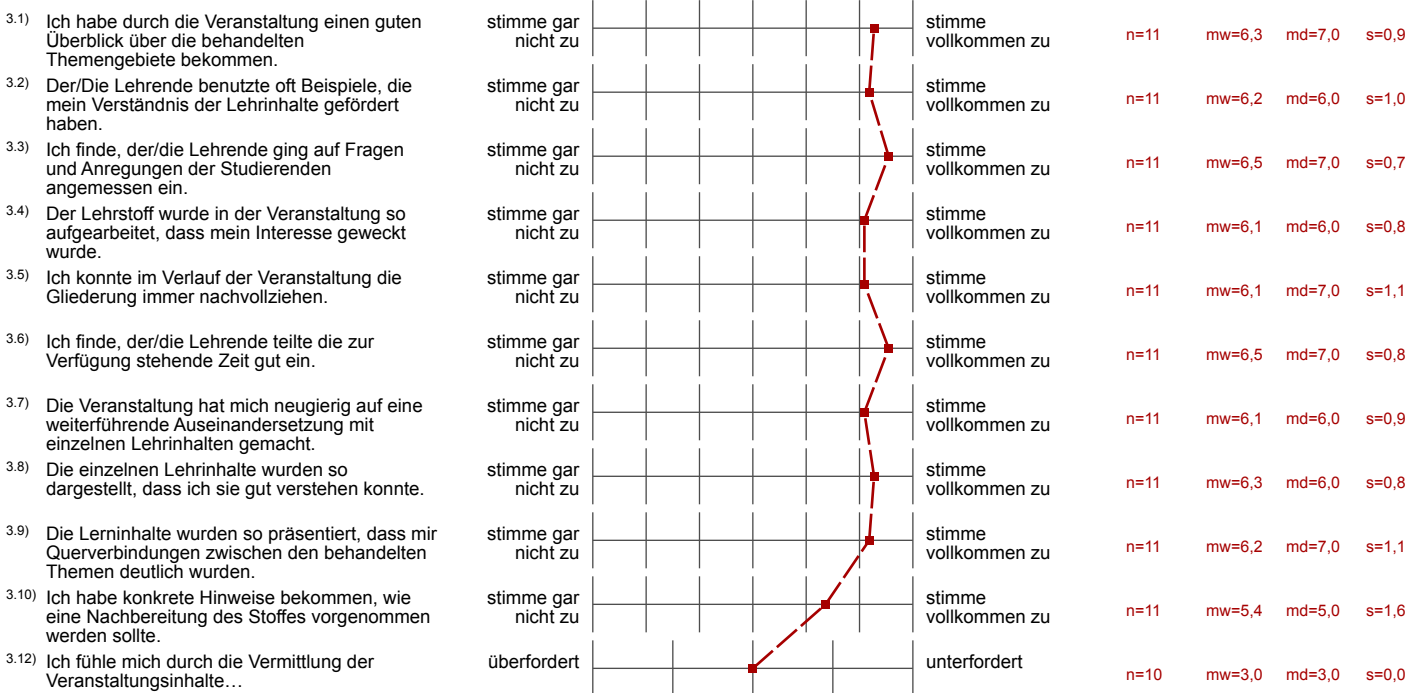 3.1) Ich habe durch die Veranstaltung einen guten
Überblick über die behandelten
Themengebiete bekommen.
stimme gar
nicht zu
stimme
vollkommen zu
n=11 mw=6,3 md=7,0 s=0,9
3.2) Der/Die Lehrende benutzte oft Beispiele, die
mein Verständnis der Lehrinhalte gefördert
haben.
stimme gar
nicht zu
stimme
vollkommen zu
n=11 mw=6,2 md=6,0 s=1,0
3.3) Ich finde, der/die Lehrende ging auf Fragen
und Anregungen der Studierenden
angemessen ein.
stimme gar
nicht zu
stimme
vollkommen zu
n=11 mw=6,5 md=7,0 s=0,7
3.4) Der Lehrstoff wurde in der Veranstaltung so
aufgearbeitet, dass mein Interesse geweckt
wurde.
stimme gar
nicht zu
stimme
vollkommen zu
n=11 mw=6,1 md=6,0 s=0,8
3.5) Ich konnte im Verlauf der Veranstaltung die
Gliederung immer nachvollziehen.
stimme gar
nicht zu
stimme
vollkommen zu
n=11 mw=6,1 md=7,0 s=1,1
3.6) Ich finde, der/die Lehrende teilte die zur
Verfügung stehende Zeit gut ein.
stimme gar
nicht zu
stimme
vollkommen zu
n=11 mw=6,5 md=7,0 s=0,8
3.7) Die Veranstaltung hat mich neugierig auf eine
weiterführende Auseinandersetzung mit
einzelnen Lehrinhalten gemacht.
stimme gar
nicht zu
stimme
vollkommen zu
n=11 mw=6,1 md=6,0 s=0,9
3.8) Die einzelnen Lehrinhalte wurden so
dargestellt, dass ich sie gut verstehen konnte.
stimme gar
nicht zu
stimme
vollkommen zu
n=11 mw=6,3 md=6,0 s=0,8
3.9) Die Lerninhalte wurden so präsentiert, dass mir
Querverbindungen zwischen den behandelten
Themen deutlich wurden.
stimme gar
nicht zu
stimme
vollkommen zu
n=11 mw=6,2 md=7,0 s=1,1
3.10) Ich habe konkrete Hinweise bekommen, wie
eine Nachbereitung des Stoffes vorgenommen
werden sollte.
stimme gar
nicht zu
stimme
vollkommen zu
n=11 mw=5,4 md=5,0 s=1,6
3.12) Ich fühle mich durch die Vermittlung der
Veranstaltungsinhalte…
überfordert
unterfordert
n=10 mw=3,0 md=3,0 s=0,0